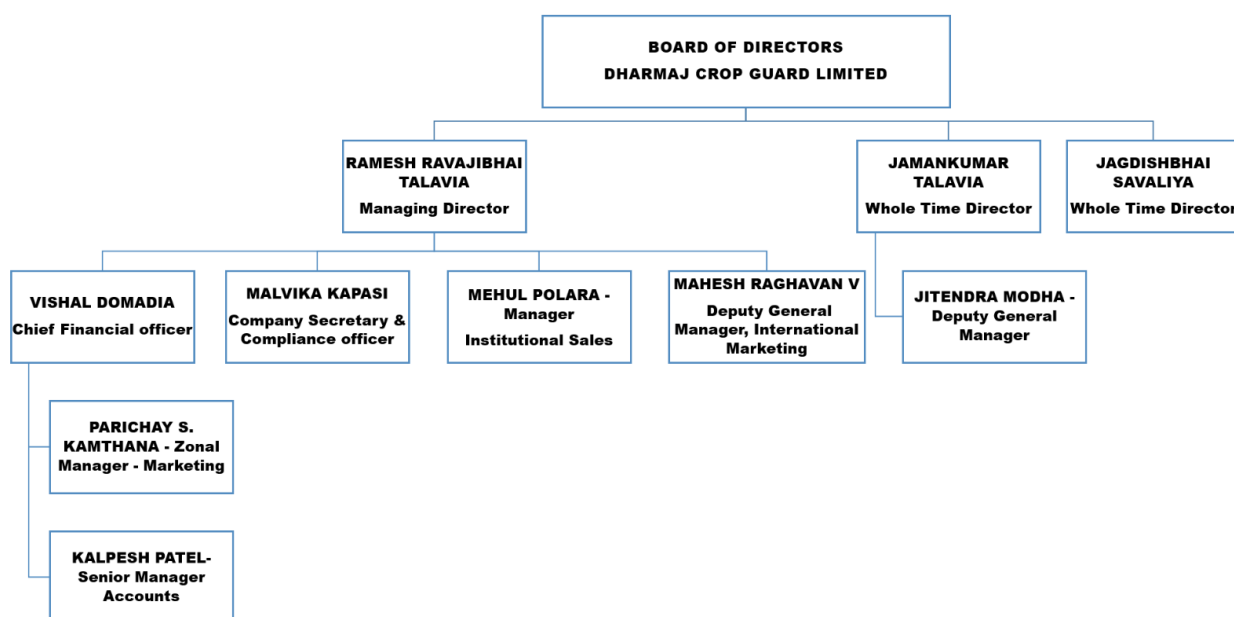 BOARD OF DIRECTORS
DHARMAJ CROP GUARD LIMITED
RAMESH RAVAJIBHAI
TALAVIA
Managing Director
JAMANKUMAR
TALAVIA
Whole Time Director
JAGDISHBHAI
SAVALIYA
Whole Time Director
VISHAL DOMADIA
Chief Financial officer
MALVIKA KAPASI
Company Secretary &
Compliance officer
MEHUL POLARA -
Manager
Institutional Sales
MAHESH RAGHAVAN V
Deputy General
Manager, International
Marketing
JITENDRA MODHA -
Deputy General
Manager
PARICHAY S.
KAMTHANA - Zonal
Manager - Marketing
KALPESH PATEL-
Senior Manager
Accounts